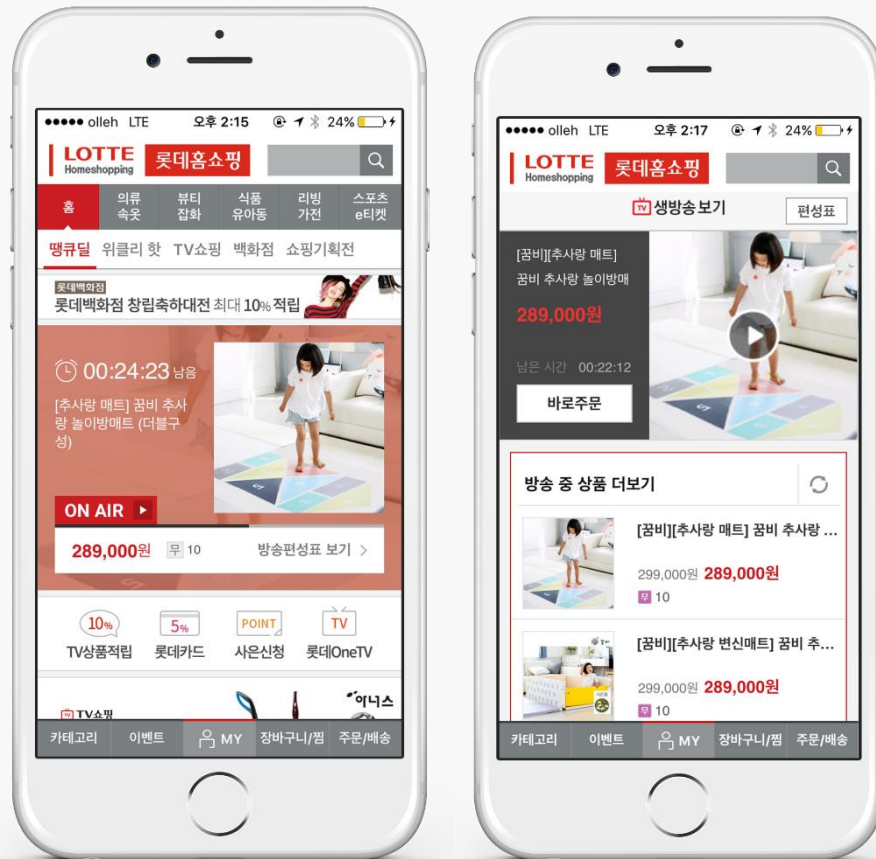 olleh LTE 오후 2:15 24%
LOTTE
Homeshopping
롯데홈쇼핑
홈
의류
속옷
뷰티
잡화
식품
유아동
리빙
가전
스포츠
e티켓
땡큐딜 위클리 핫 TV쇼핑 백화점 쇼핑기획전
롯데백화점
롯데백화점 창립축하대전 최대 10% 적립
00:24:23 남음
[추사랑 매트] 꿈비 추사
랑 놀이방매트 (더블구
성)
ON AIR
289,000원 무 10 방송편성표 보기 >
10% 5% POINT TV
TV상품적립 롯데카드 사은신청 롯데OneTV
TV쇼핑
아니스
카테고리 이벤트 MY 장바구니/찜 주문/배송
olleh LTE 오후 2:17 24%
LOTTE
Homeshopping
롯데홈쇼핑
TV 생방송 보기 편성표
[꿈비][추사랑 매트]
꿈비 추사랑 놀이방매
289,000원
남은 시간 00:22:12
바로주문
방송 중 상품 더보기
[꿈비][추사랑 매트] 꿈비 추사랑 ...
299,000원 289,000원
무 10
[꿈비][추사랑 변신매트] 꿈비 추...
299,000원 289,000원
무 10
카테고리 이벤트 MY 장바구니/찜 주문/배송